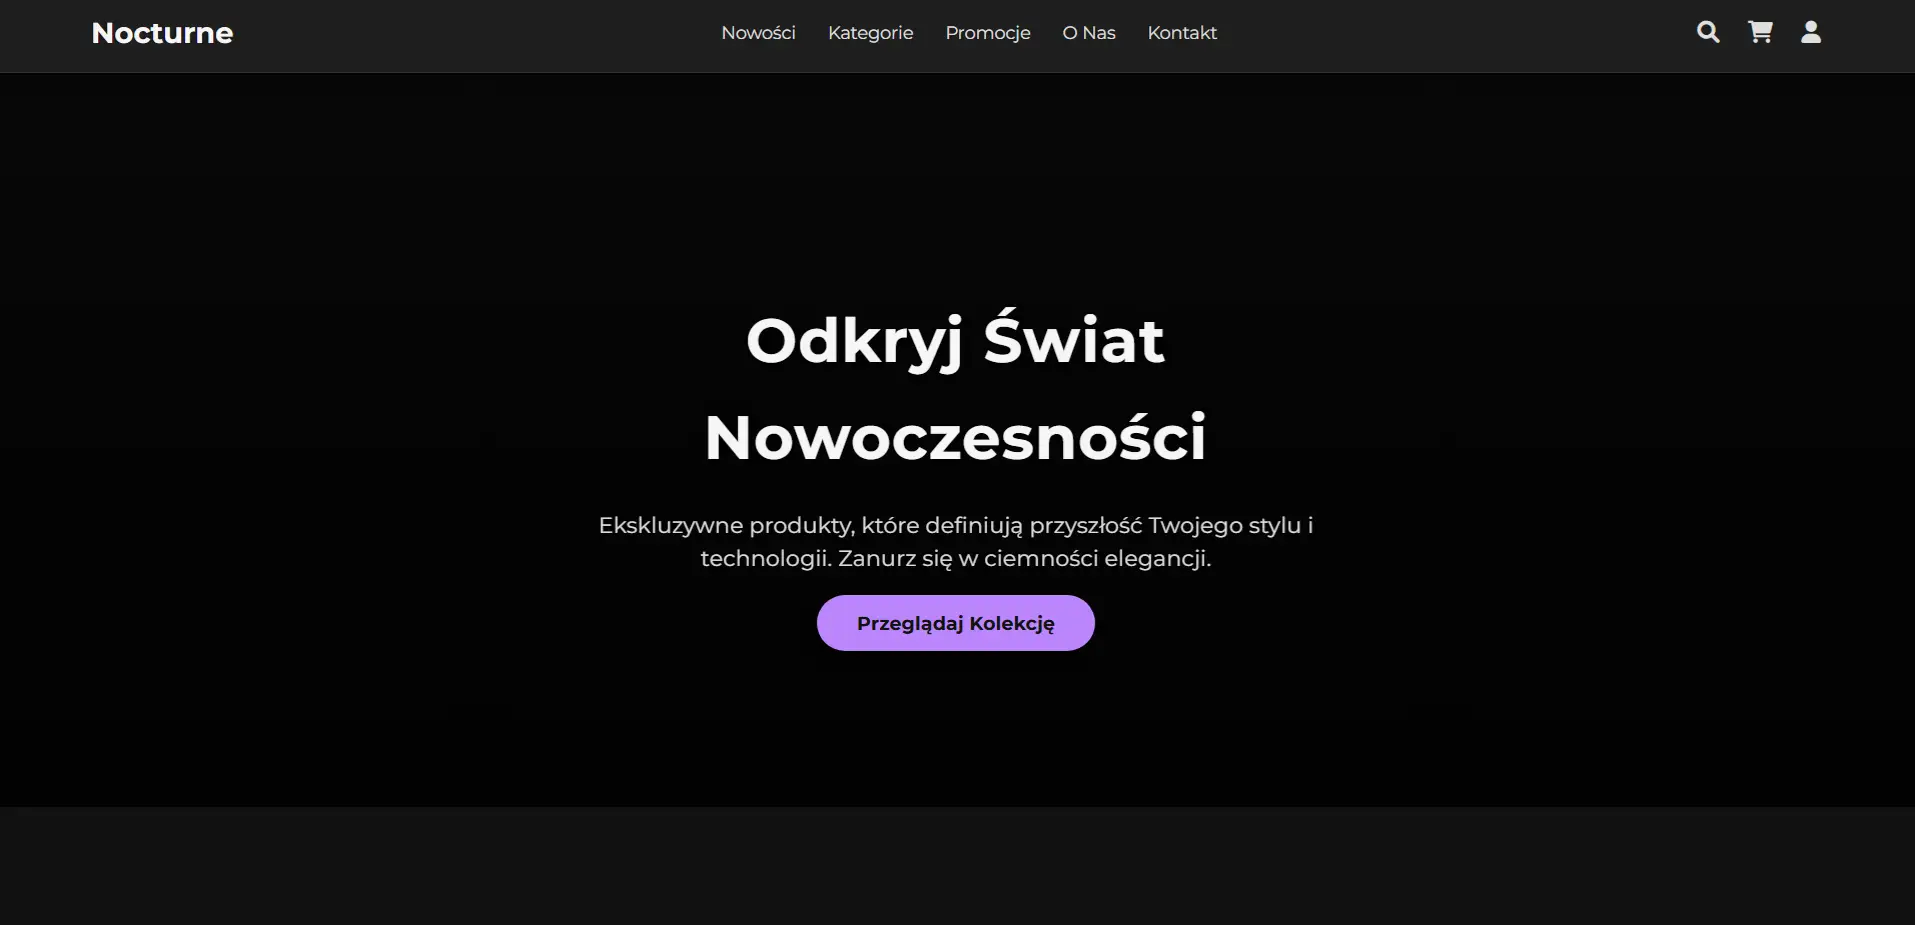 Nocturne
Nowości
Kategorie
Promocje
O Nas
Kontakt
Odkryj Świat
Nowoczesności
Ekskluzywne produkty, które definiują przyszłość Twojego stylu i
technologii. Zanurz się w ciemności elegancji.
Przeglądaj Kolekcję